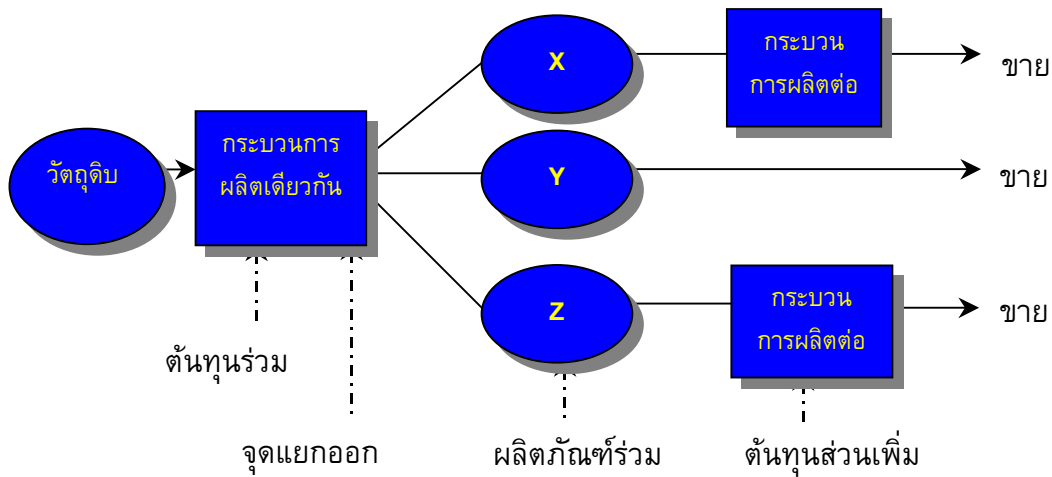 X
กระบวน
การผลิตต่อ
ขาย
วัตถุดิบ
กระบวนการ
ผลิตเดียวกัน
Y
ขาย
Z
กระบวน
การผลิตต่อ
ขาย
ต้นทุนร่วม
จุดแยกออก
ผลิตภัณฑ์ร่วม
ต้นทุนส่วนเพิ่ม